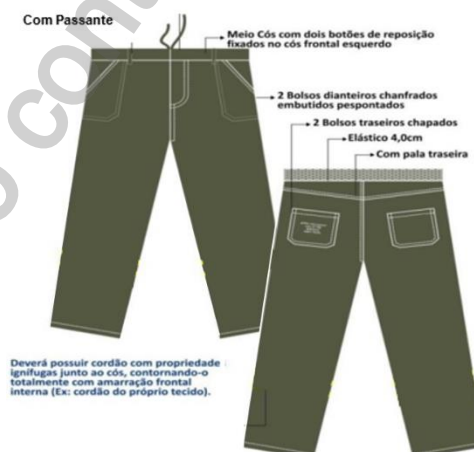 Com Passante
Meio Cós com dois botões de reposição
fixados no cós frontal esquerdo
2 Bolsos dianteiros chanfrados
embutidos pespontados
2 Bolsos traseiros chapados
Elástico 4,0cm
Com pala traseira
Deverá possuir cordão com propriedade
ignífugas junto ao cós, contornando-o
totalmente com amarração frontal
interna (Ex: cordão do próprio tecido).